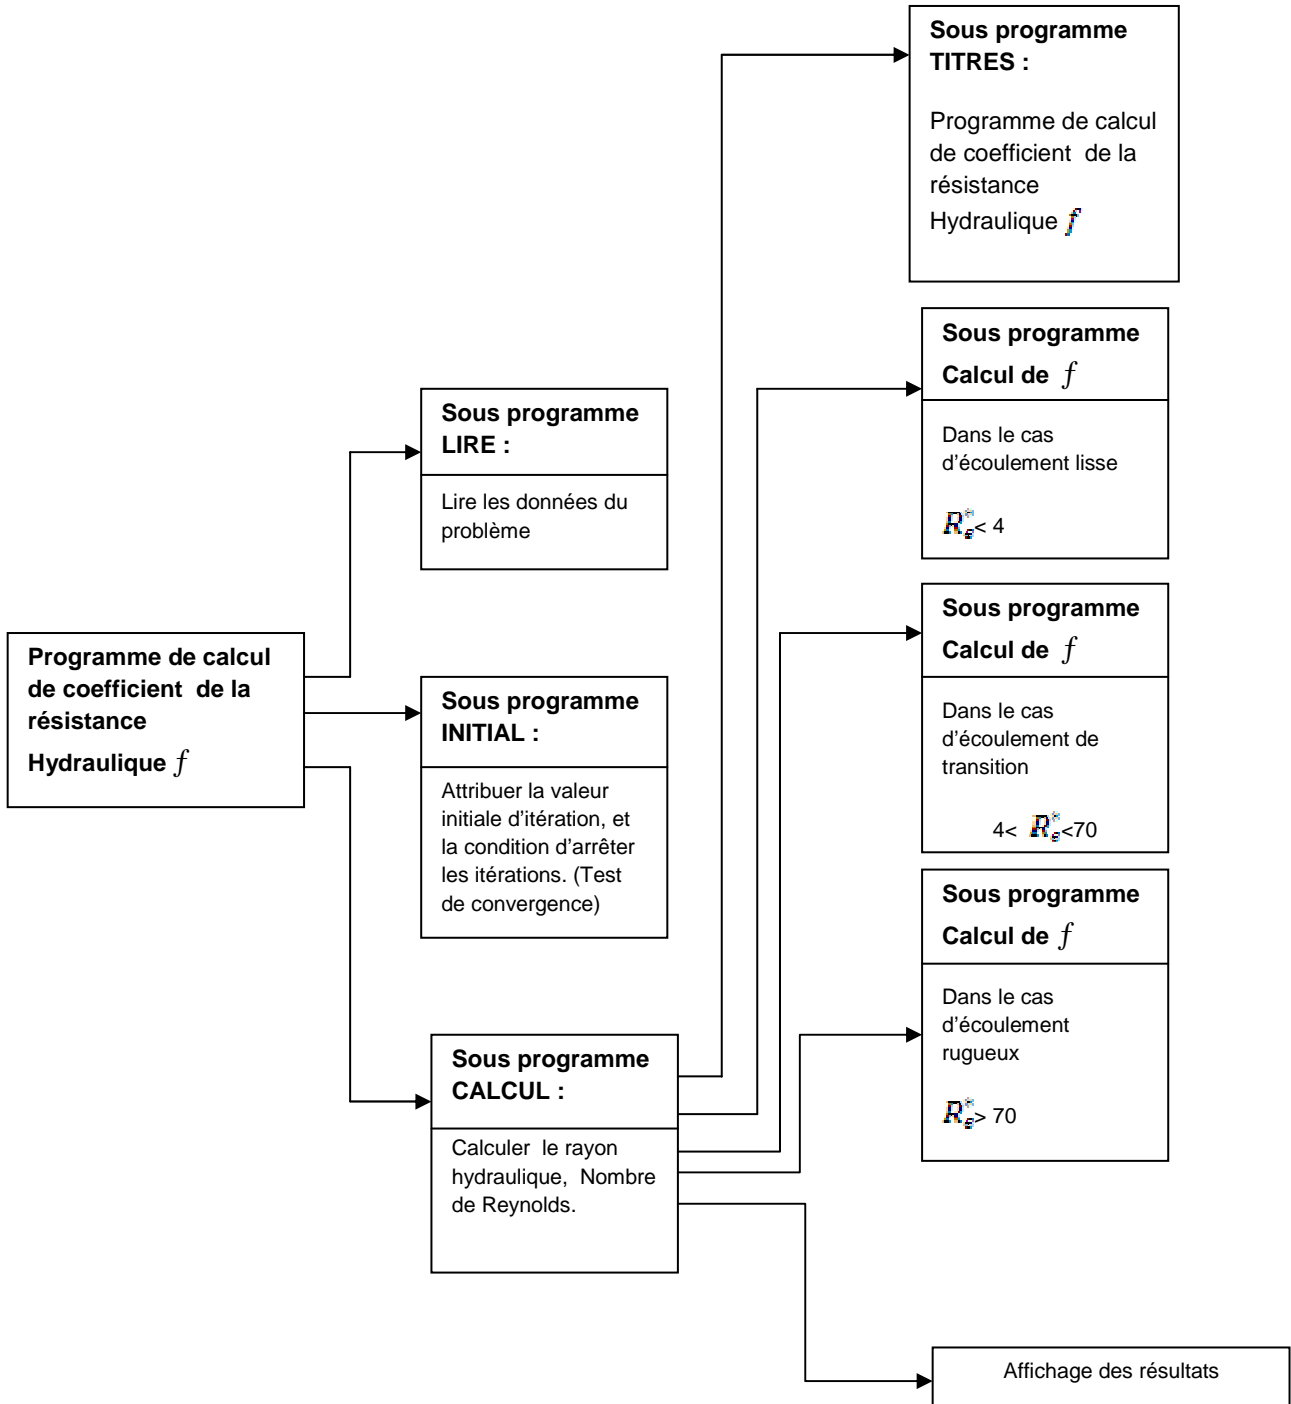 Sous programme
TITRES :
Programme de calcul
de coefficient de la
résistance
Hydraulique f
Sous programme
Calcul de f
Dans le cas
d'écoulement lisse
R*e< 4
Sous programme
LIRE :
Lire les données du
problème
Sous programme
Calcul de f
Dans le cas
d'écoulement de
transition
4< R*e<70
Programme de calcul
de coefficient de la
résistance
Hydraulique f
Sous programme
INITIAL :
Attribuer la valeur
initiale d'itération, et
la condition d'arrêter
les itérations. (Test
de convergence)
Sous programme
Calcul de f
Dans le cas
d'écoulement
rugueux
R*e> 70
Sous programme
CALCUL :
Calculer le rayon
hydraulique, Nombre
de Reynolds.
Affichage des résultats